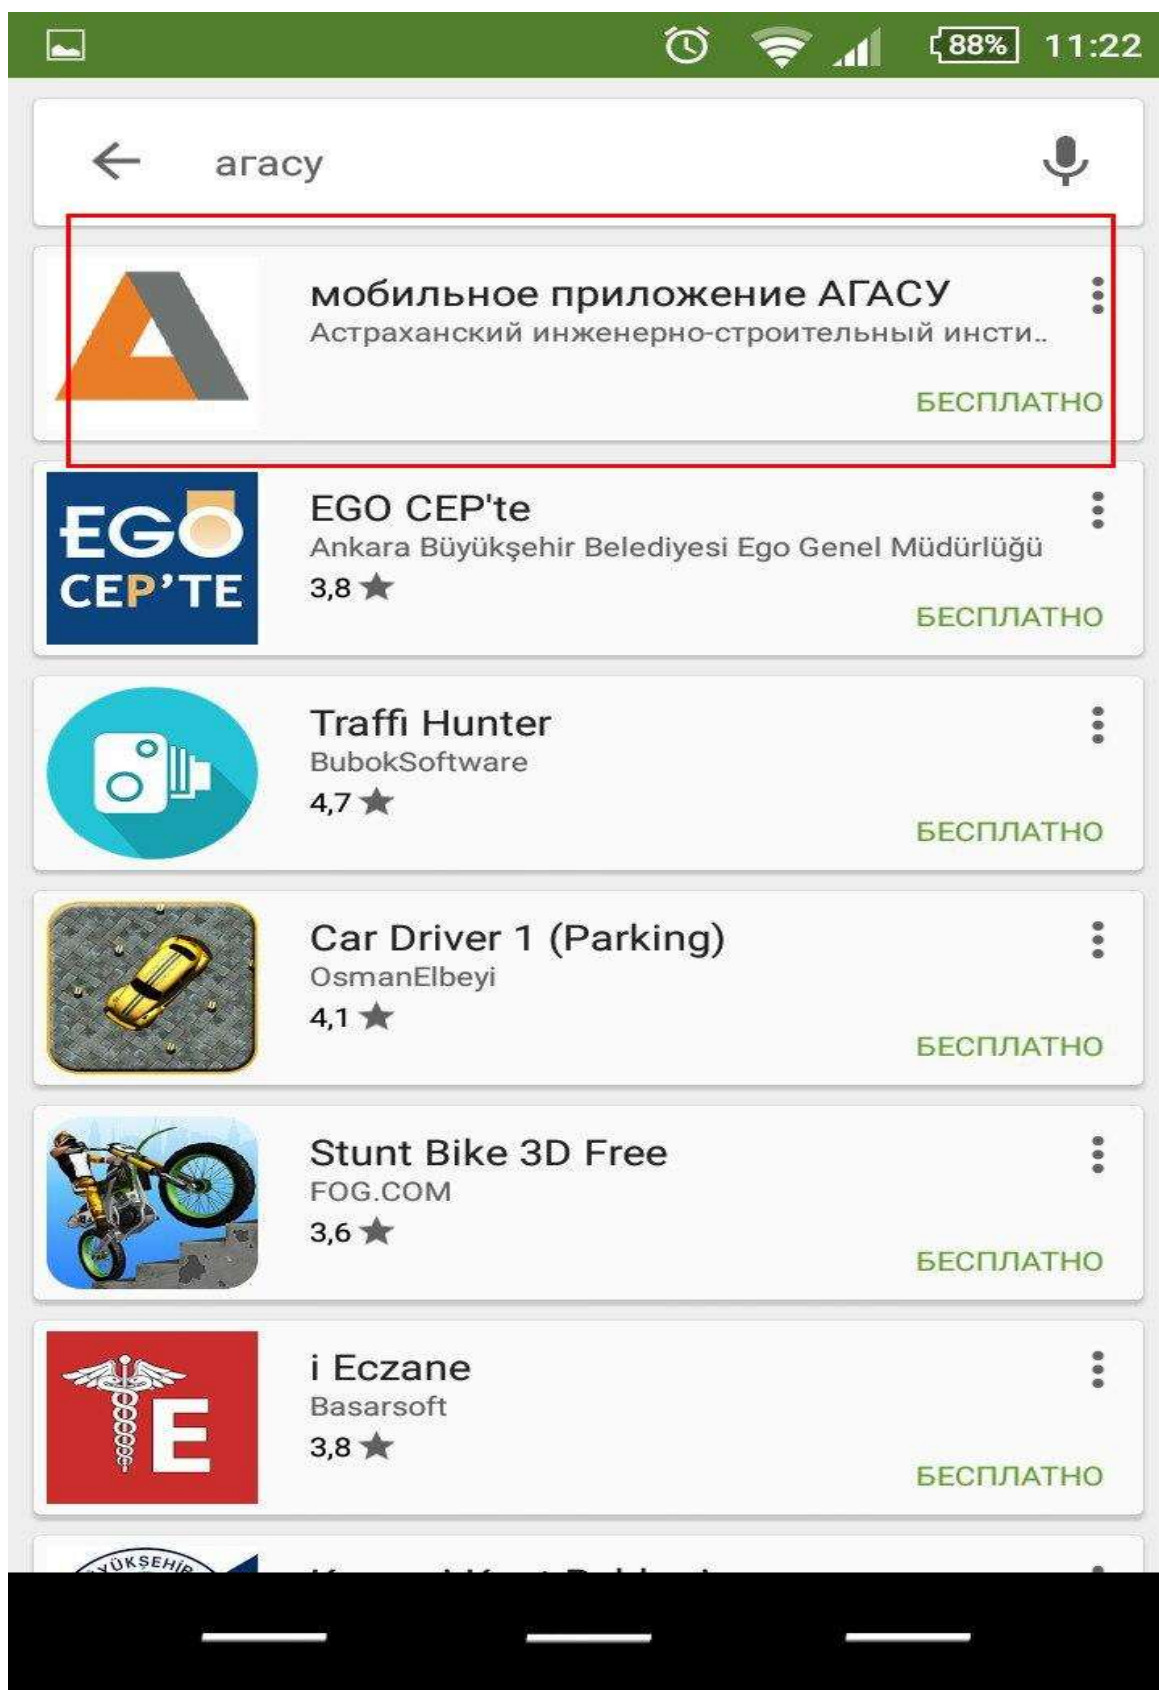 88% 11:22
агасу
мобильное приложение АГАСУ
Астраханский инженерно-строительный инсти..
БЕСПЛАТНО
EGO
CEP'TE
EGO CEP'te
Ankara Büyükşehir Belediyesi Ego Genel Müdürlüğü
3,8
БЕСПЛАТНО
Traffi Hunter
BubokSoftware
4,7
БЕСПЛАТНО
Car Driver 1 (Parking)
OsmanElbeyi
4,1
БЕСПЛАТНО
Stunt Bike 3D Free
FOG.COM
3,6
БЕСПЛАТНО
E
i Eczane
Basarsoft
3,8
БЕСПЛАТНО